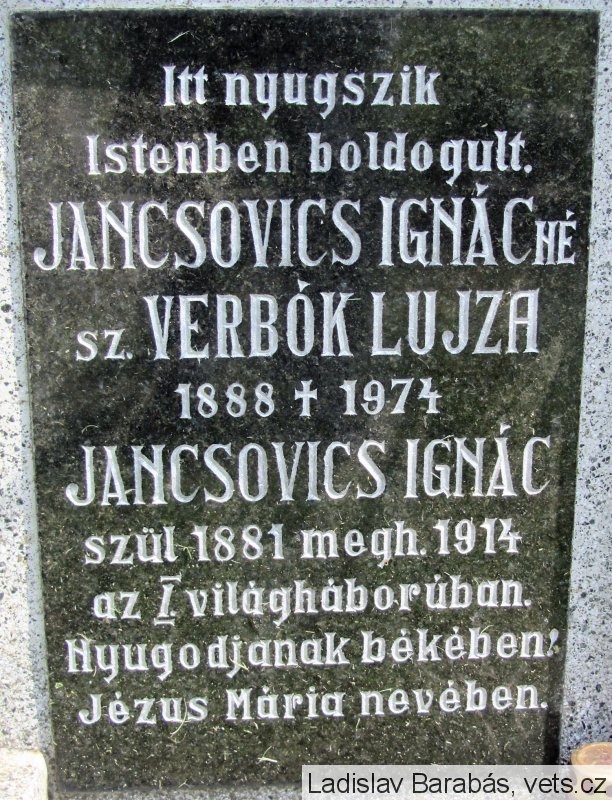 Itt nyugszik
Istenben boldogult.
JANCSOVICS IGNÁCNÉ
SZ. VERBÓK LUJZA
1888 ✝ 1974
JANCSOVICS IGNÁC
szül 1881 megh. 1914
az I. világháborúban.
Nyugodjanak békében!
Jézus Mária nevében.
Ladislav Barabás, vets.cz